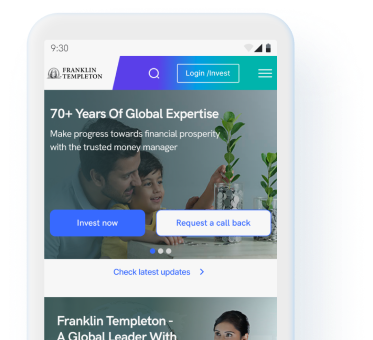 9:30
FRANKLIN
TEMPLETON
Login /Invest
70+ Years Of Global Expertise
Make progress towards financial prosperity
with the trusted money manager
Invest now
Request a call back
Check latest updates
Franklin Templeton -
A Global Leader With